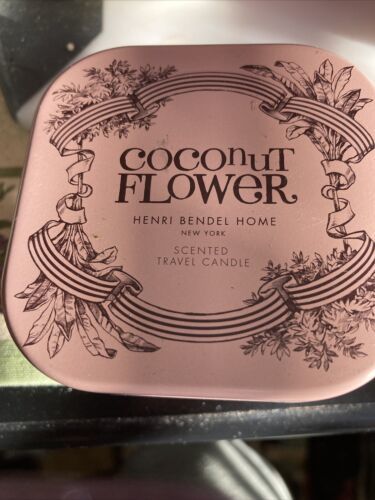 COCONUT
FLOWER
HENRI BENDEL HOME
NEW YORK
SCENTED
TRAVEL CANDLE